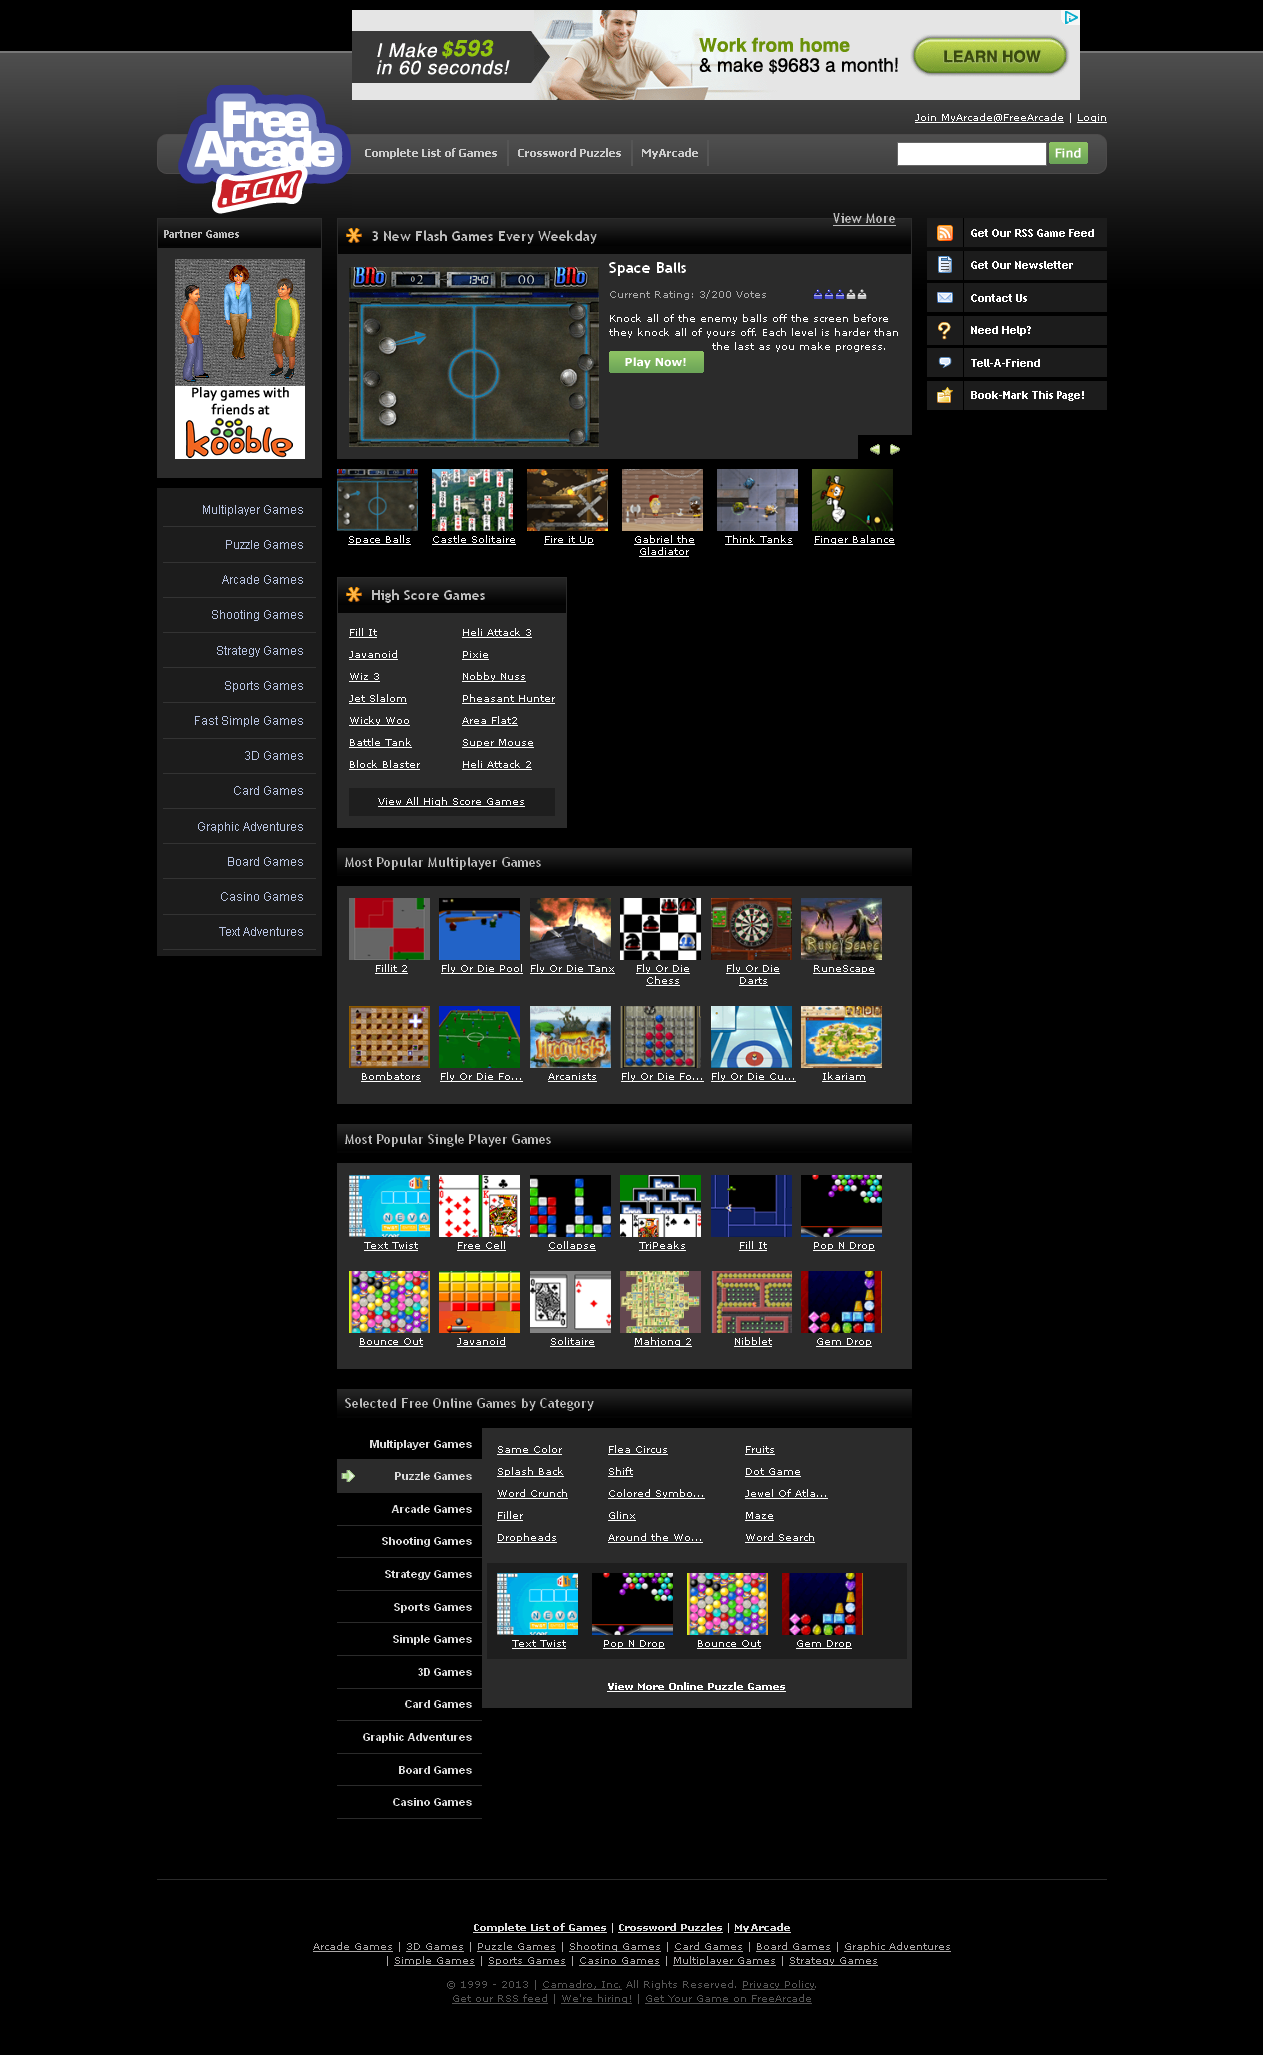 I Make $593
in 60 seconds!
Work from home
& make $9683 a month!
LEARN HOW
Join MyArcade@FreeArcade | Login
Free
Arcade
.COM
Complete List of Games
Crossword Puzzles
MyArcade
Find
Partner Games
Play games with
friends at
kooble
Multiplayer Games
Puzzle Games
Arcade Games
Shooting Games
Strategy Games
Sports Games
Fast Simple Games
3D Games
Card Games
Graphic Adventures
Board Games
Casino Games
Text Adventures
View More
3 New Flash Games Every Weekday
Space Balls
Current Rating: 3/200 Votes
Knock all of the enemy balls off the screen before
they knock all of yours off. Each level is harder than
the last as you make progress.
Play Now!
Space Balls
Castle Solitaire
Fire it Up
Gabriel the
Gladiator
Think Tanks
Finger Balance
Get Our RSS Game Feed
Get Our Newsletter
Contact Us
Need Help?
Tell-A-Friend
Book-Mark This Page!
High Score Games
Fill It
Heli Attack 3
Javanoid
Pixie
Wiz 3
Nobby Nuss
Jet Slalom
Pheasant Hunter
Wicky Woo
Area Flat2
Battle Tank
Super Mouse
Block Blaster
Heli Attack 2
View All High Score Games
Most Popular Multiplayer Games
RuneScape
Fillit 2
Fly Or Die Pool
Fly Or Die Tanx
Fly Or Die
Chess
Fly Or Die
Darts
RuneScape
Arcanists
Bombators
Fly Or Die Fo...
Arcanists
Fly Or Die Fo...
Fly Or Die Cu...
Ikariam
Most Popular Single Player Games
Text Twist
Free Cell
Collapse
TriPeaks
Fill It
Pop N Drop
Bounce Out
Javanoid
Solitaire
Mahjong 2
Nibblet
Gem Drop
Selected Free Online Games by Category
Multiplayer Games
Puzzle Games
Arcade Games
Shooting Games
Strategy Games
Sports Games
Simple Games
3D Games
Card Games
Graphic Adventures
Board Games
Casino Games
Same Color
Flea Circus
Fruits
Splash Back
Shift
Dot Game
Word Crunch
Colored Symbo...
Jewel Of Atla...
Filler
Glinx
Maze
Dropheads
Around the Wo...
Word Search
Text Twist
Pop N Drop
Bounce Out
Gem Drop
View More Online Puzzle Games
Complete List of Games | Crossword Puzzles | MyArcade
Arcade Games | 3D Games | Puzzle Games | Shooting Games | Card Games | Board Games | Graphic Adventures
| Simple Games | Sports Games | Casino Games | Multiplayer Games | Strategy Games
© 1999 - 2013 | Camadro, Inc. All Rights Reserved. Privacy Policy.
Get our RSS feed | We're hiring! | Get Your Game on FreeArcade